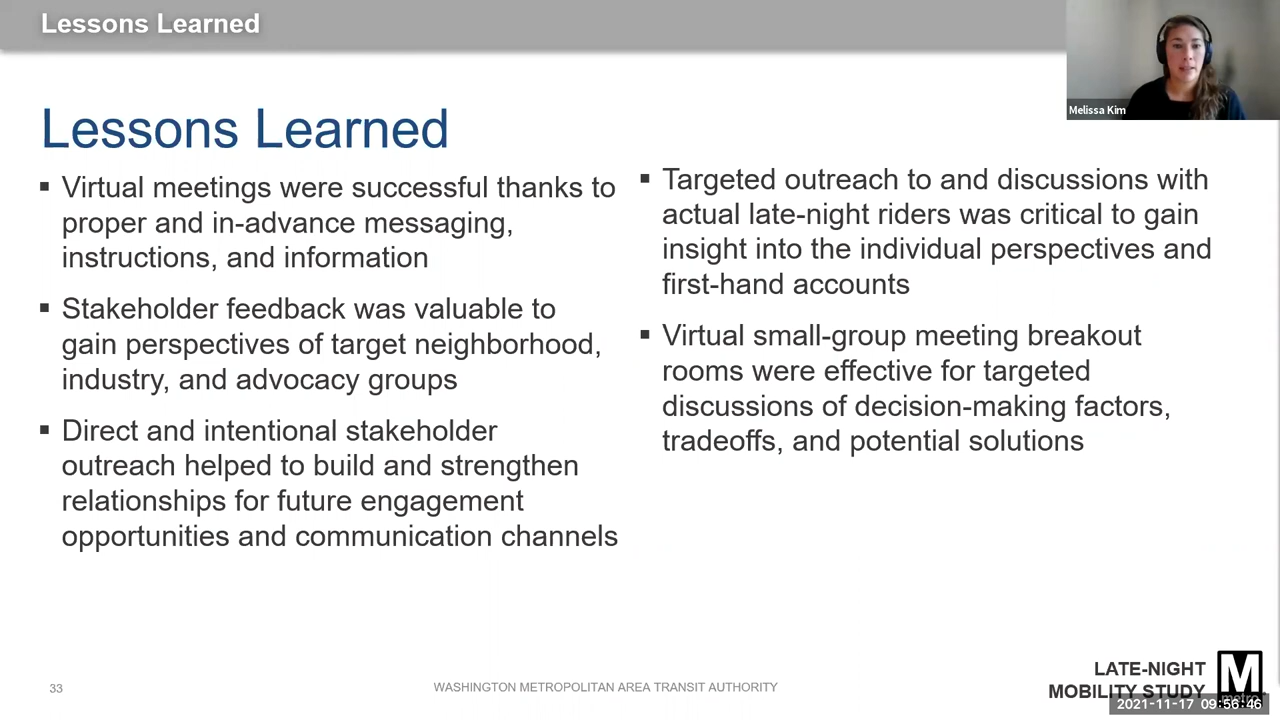 Lessons Learned
Melissa Kim
Lessons Learned
▪ Virtual meetings were successful thanks to
proper and in-advance messaging,
instructions, and information
▪ Stakeholder feedback was valuable to
gain perspectives of target neighborhood,
industry, and advocacy groups
▪ Direct and intentional stakeholder
outreach helped to build and strengthen
relationships for future engagement
opportunities and communication channels
▪ Targeted outreach to and discussions with
actual late-night riders was critical to gain
insight into the individual perspectives and
first-hand accounts
▪ Virtual small-group meeting breakout
rooms were effective for targeted
discussions of decision-making factors,
tradeoffs, and potential solutions
33
WASHINGTON METROPOLITAN AREA TRANSIT AUTHORITY
LATE-NIGHT
MOBILITY STUDY
M
metro
2021-11-17 09:56:46